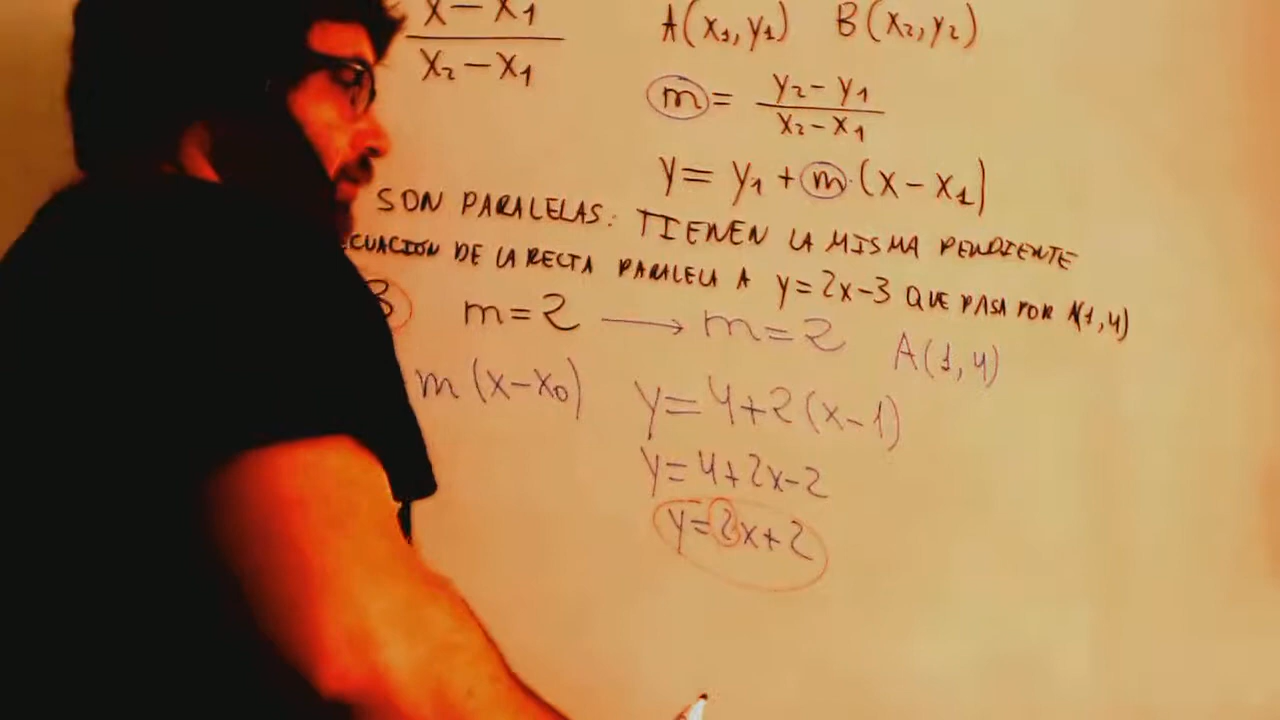 x-x1 / x2-x1
A(x1,y1) B(x2,y2)
m= y2-y1 / x2-x1
y= y1+m·(x-x1)
SON PARALELAS: TIENEN LA MISMA PENDIENTE
CUACION DE LA RECTA PARALELA A y=2x-3 QUE PASA POR A(1,4)
3 m=2 → m=2 A(1,4)
m(x-x0) y=4+2(x-1)
y=4+2x-2
y=2x+2